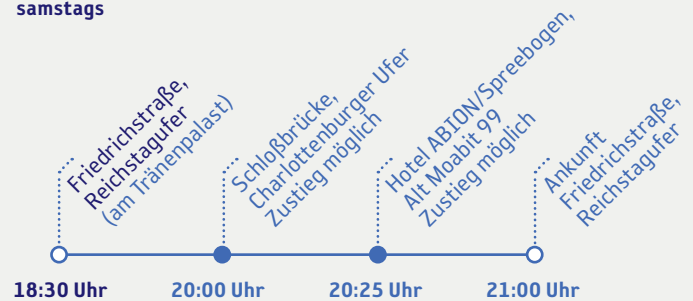 samstags
Friedrichstraße,
Reichstagufer
(am Tränenpalast)
Schloßbrücke,
Charlottenburger Ufer
Zustieg möglich
Hotel ABION/Spreebogen,
Alt Moabit 99
Zustieg möglich
Ankunft
Friedrichstraße,
Reichstagufer
18:30 Uhr
20:00 Uhr
20:25 Uhr
21:00 Uhr